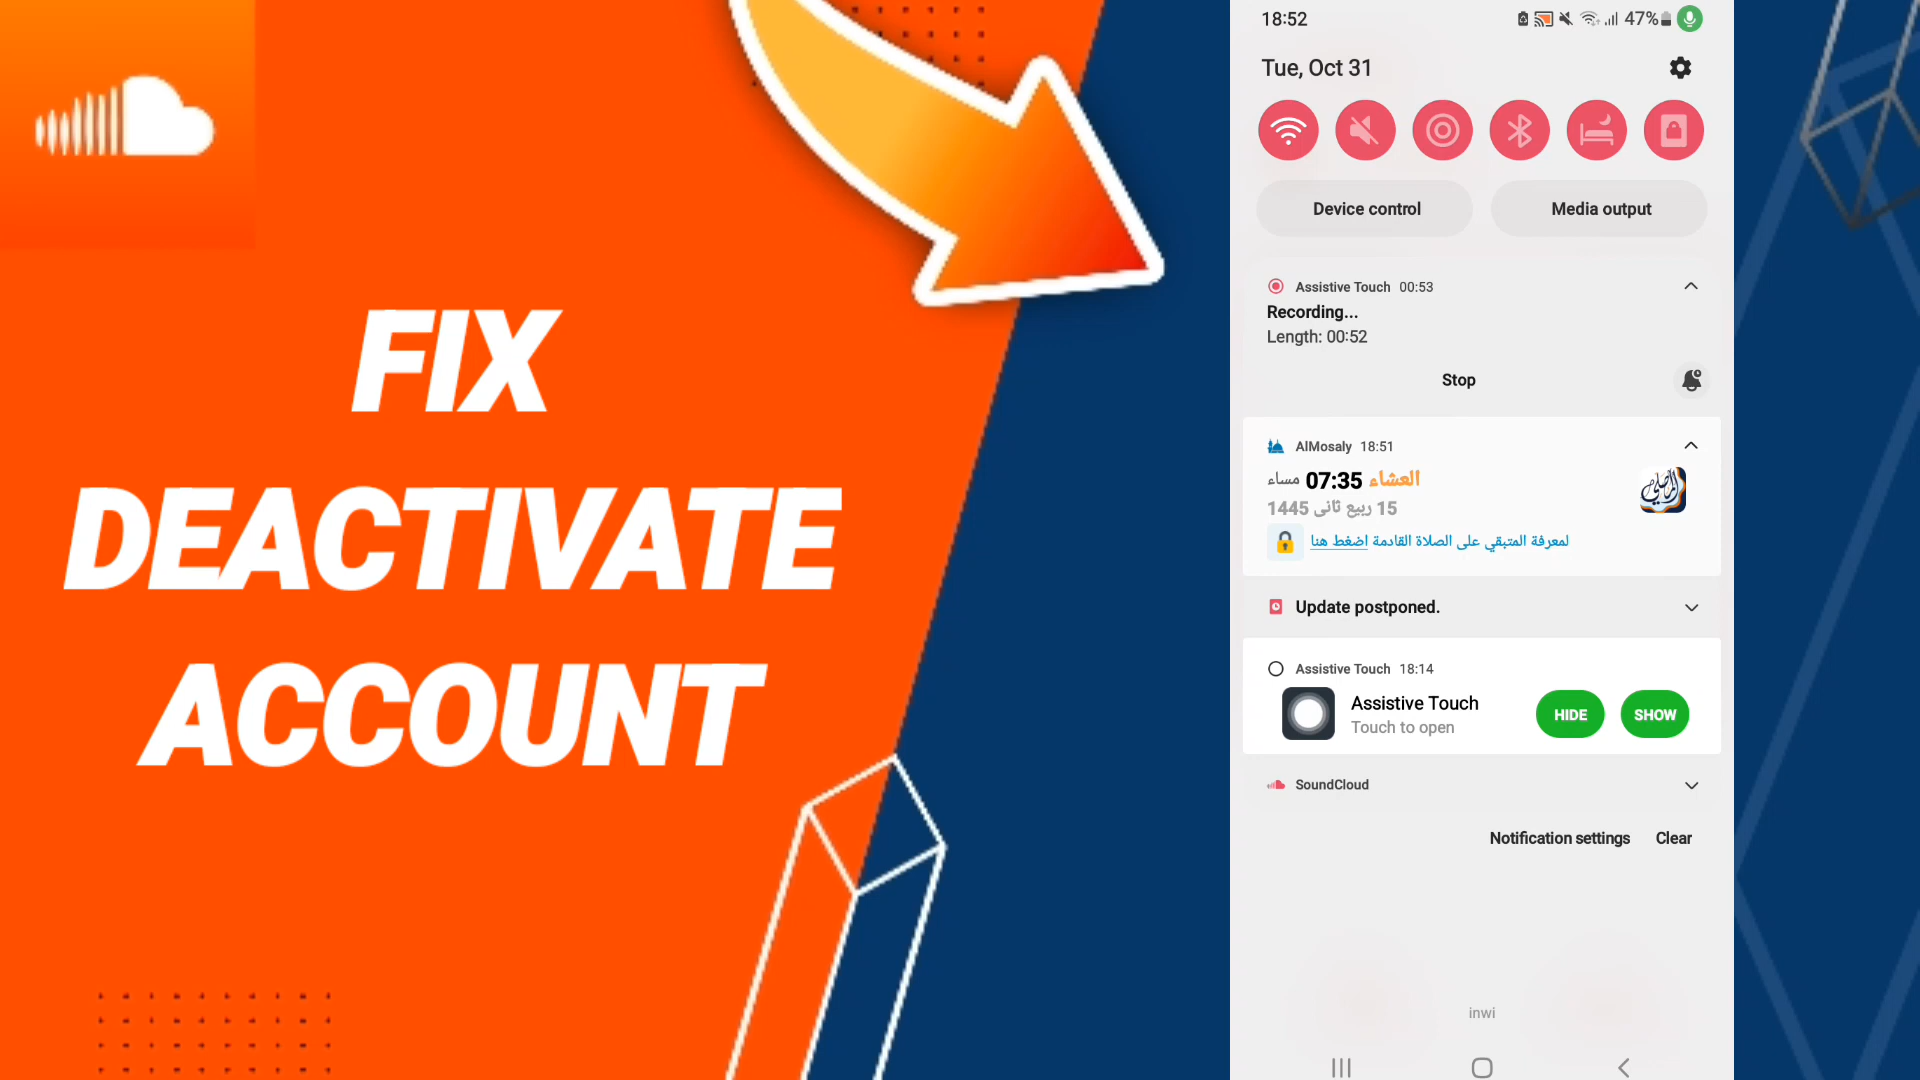 FIX
DEACTIVATE
ACCOUNT
18:52
47%
Tue, Oct 31
Device control
Media output
Assistive Touch 00:53
Recording...
Length: 00:52
Stop
AlMosaly 18:51
العشاء 07:35 مساء
15 ربيع ثانى 1445
لمعرفة المتبقي على الصلاة القادمة اضغط هنا
Update postponed.
Assistive Touch 18:14
Assistive Touch
Touch to open
HIDE
SHOW
SoundCloud
Notification settings
Clear
inwi